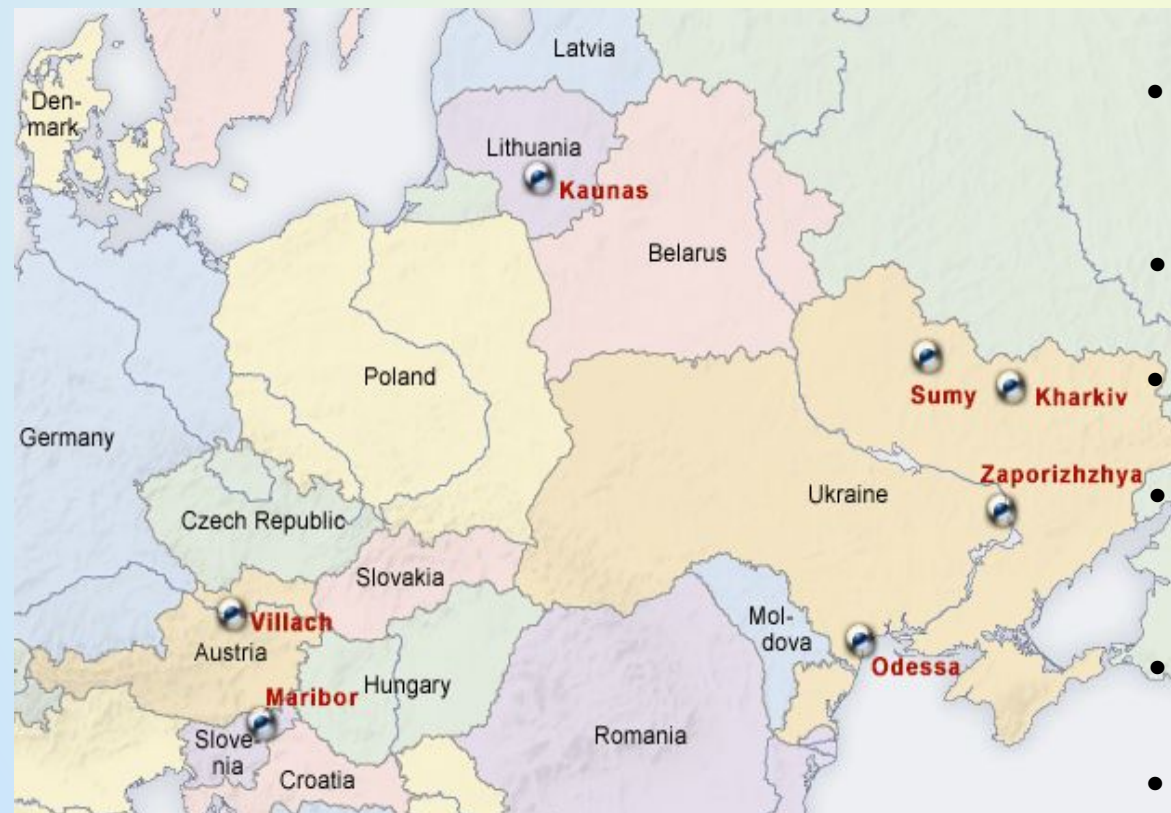 Latvia
Den-
mark
Lithuania
Kaunas
Belarus
Poland
Sumy
Kharkiv
Germany
Zaporizhzhya
Ukraine
Czech Republic
Slovakia
Villach
Mol-
dova
Austria
Odessa
Hungary
Maribor
Slove-
nia
Romania
Croatia